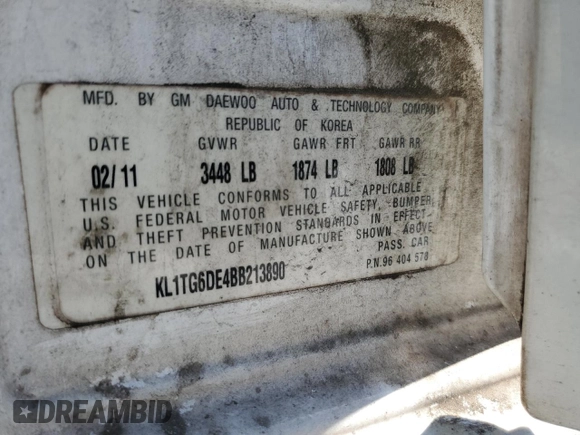 MFD. BY GM DAEWOO AUTO & TECHNOLOGY COMPANY
REPUBLIC OF KOREA
DATE GVWR GAWR FRT GAWR RR
02/11 3448 LB 1874 LB 1808 LB
THIS VEHICLE CONFORMS TO ALL APPLICABLE
U.S. FEDERAL MOTOR VEHICLE SAFETY, BUMPER,
AND THEFT PREVENTION STANDARDS IN EFFECT
ON THE DATE OF MANUFACTURE SHOWN ABOVE
PASS. CAR
KL1TG6DE4BB213890
P.N.96 404 570
DREAMBID